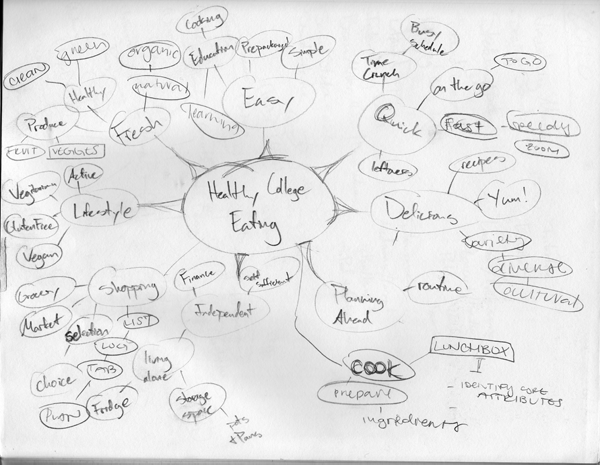 Healthy College
Eating
Easy
Prepackaged
Simple
Education
Cooking
learning
Fresh
organic
natural
Healthy
green
CLEAN
Produce
FRUIT
VEGGIES
Lifestyle
Active
Vegetarian
Gluten Free
Vegan
Shopping
Grocery
Market
selection
choice
LIST
Independent
Finance
self sufficient
living
alone
Fridge
PLAN
Storage
space
Pots
+ Pans
Quick
Time
Crunch
Busy
schedule
on the go
TO GO
FAST
speedy
ZOOM
leftovers
Delicious
recipes
Yum!
variety
diverse
cultural
Planning
Ahead
routine
COOK
prepare
ingredients
LUNCHBOX
- IDENTIFY CORE
ATTRIBUTES
-
-